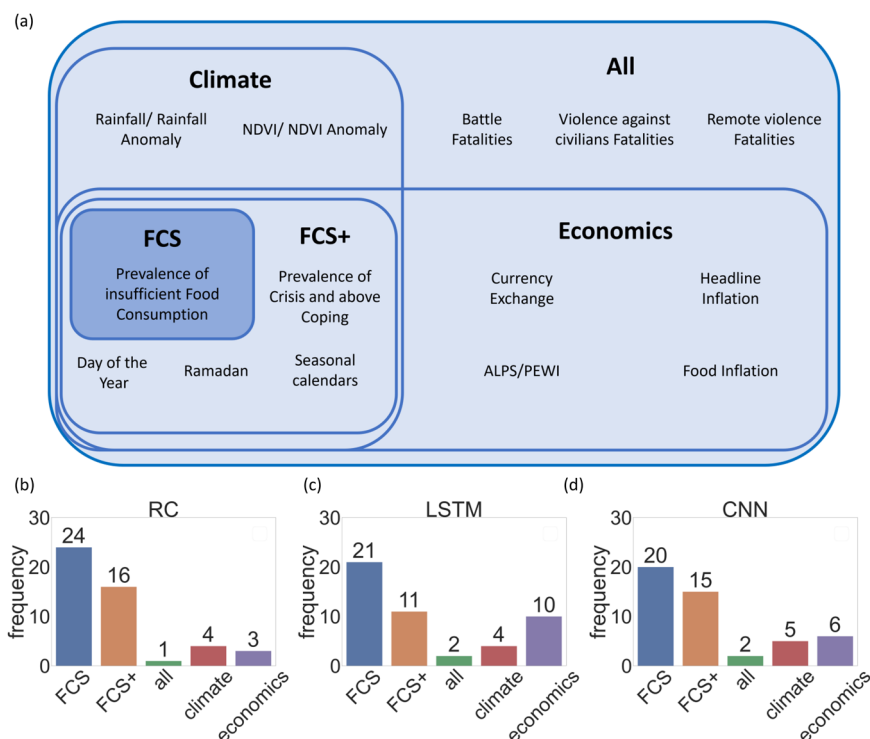 (a)
Climate
All
Rainfall/ Rainfall
Anomaly
NDVI/ NDVI Anomaly
Battle
Fatalities
Violence against
civilians Fatalities
Remote violence
Fatalities
FCS
Prevalence of
insufficient Food
Consumption
FCS+
Prevalence of
Crisis and above
Coping
Day of the
Year
Ramadan
Seasonal
calendars
Economics
Currency
Exchange
Headline
Inflation
ALPS/PEWI
Food Inflation
(b)
RC
frequency
30
20
10
0
24
16
1
4
3
FCS
FCS+
all
climate
economics
(c)
LSTM
frequency
30
20
10
0
21
11
2
4
10
FCS
FCS+
all
climate
economics
(d)
CNN
frequency
30
20
10
0
20
15
2
5
6
FCS
FCS+
all
climate
economics